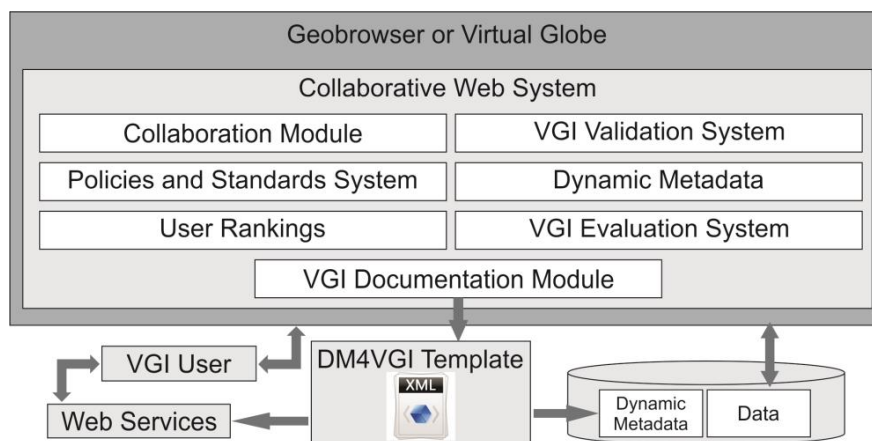 Geobrowser or Virtual Globe
Collaborative Web System
Collaboration Module
VGI Validation System
Policies and Standards System
Dynamic Metadata
User Rankings
VGI Evaluation System
VGI Documentation Module
VGI User
DM4VGI Template
XML
Web Services
Dynamic
Metadata
Data